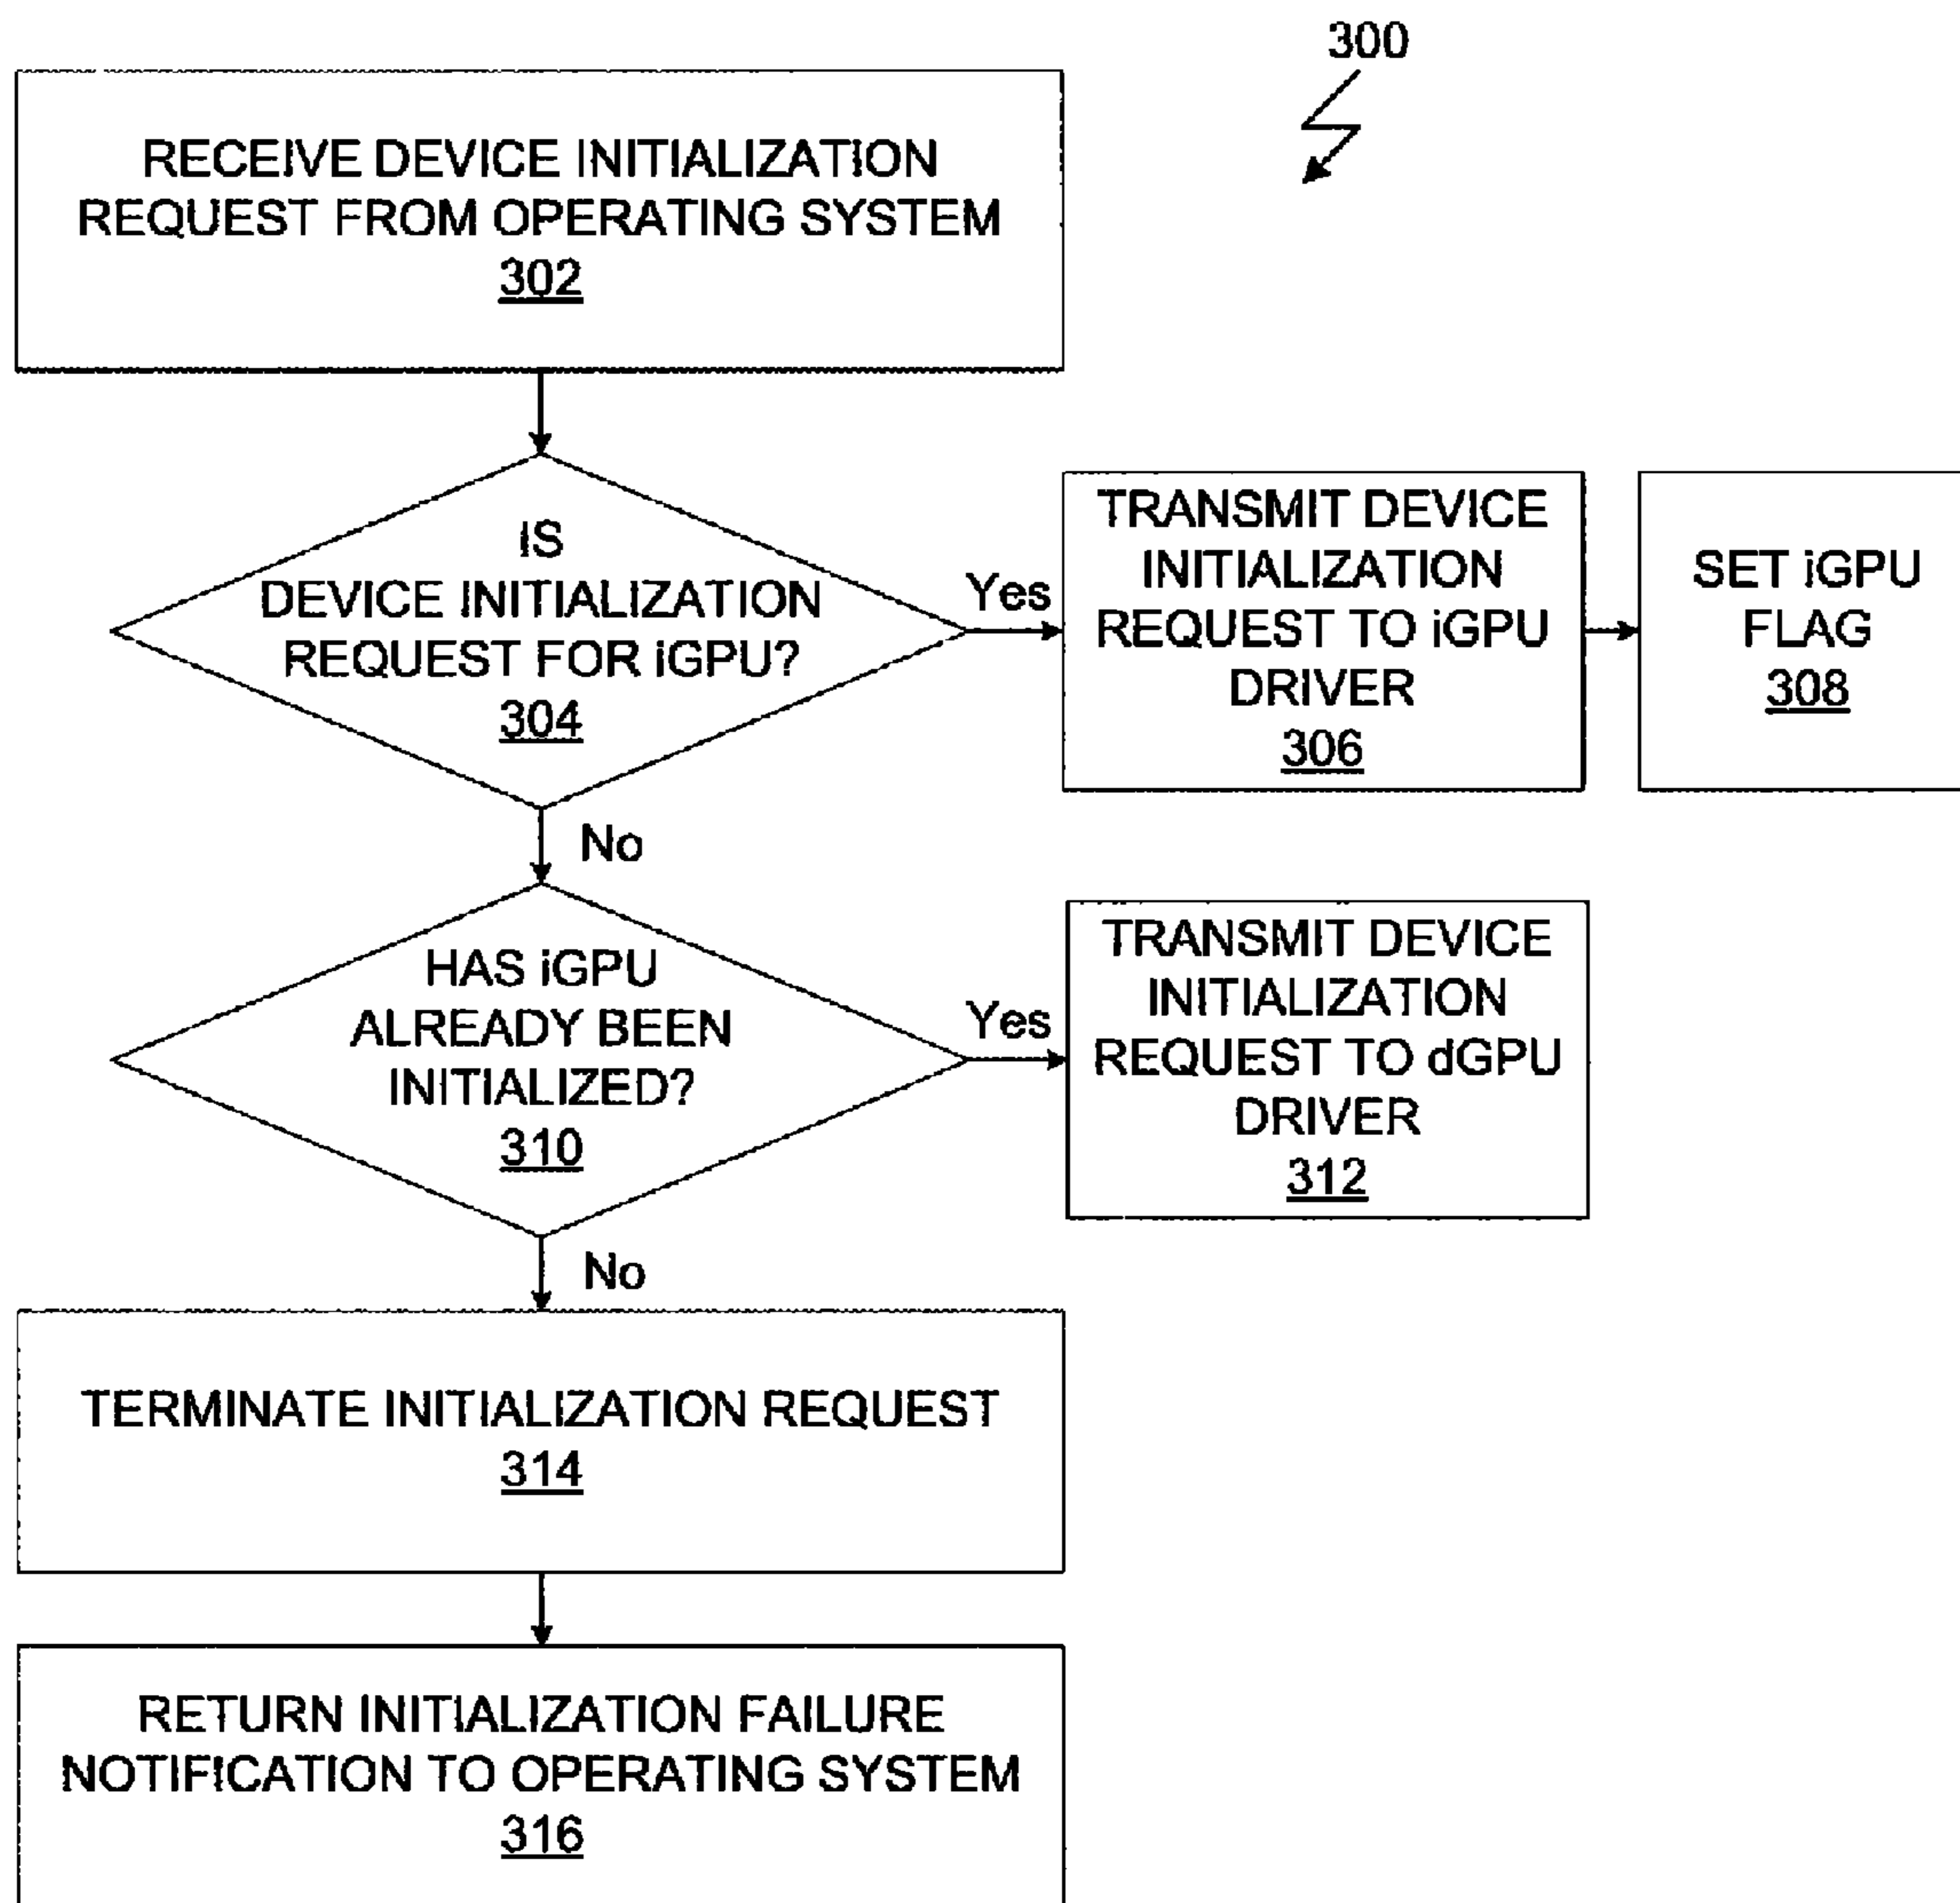 300
RECEIVE DEVICE INITIALIZATION
REQUEST FROM OPERATING SYSTEM
302
IS
DEVICE INITIALIZATION
REQUEST FOR iGPU?
304
Yes
TRANSMIT DEVICE
INITIALIZATION
REQUEST TO iGPU
DRIVER
306
SET iGPU
FLAG
308
No
HAS iGPU
ALREADY BEEN
INITIALIZED?
310
Yes
TRANSMIT DEVICE
INITIALIZATION
REQUEST TO dGPU
DRIVER
312
No
TERMINATE INITIALIZATION REQUEST
314
RETURN INITIALIZATION FAILURE
NOTIFICATION TO OPERATING SYSTEM
316